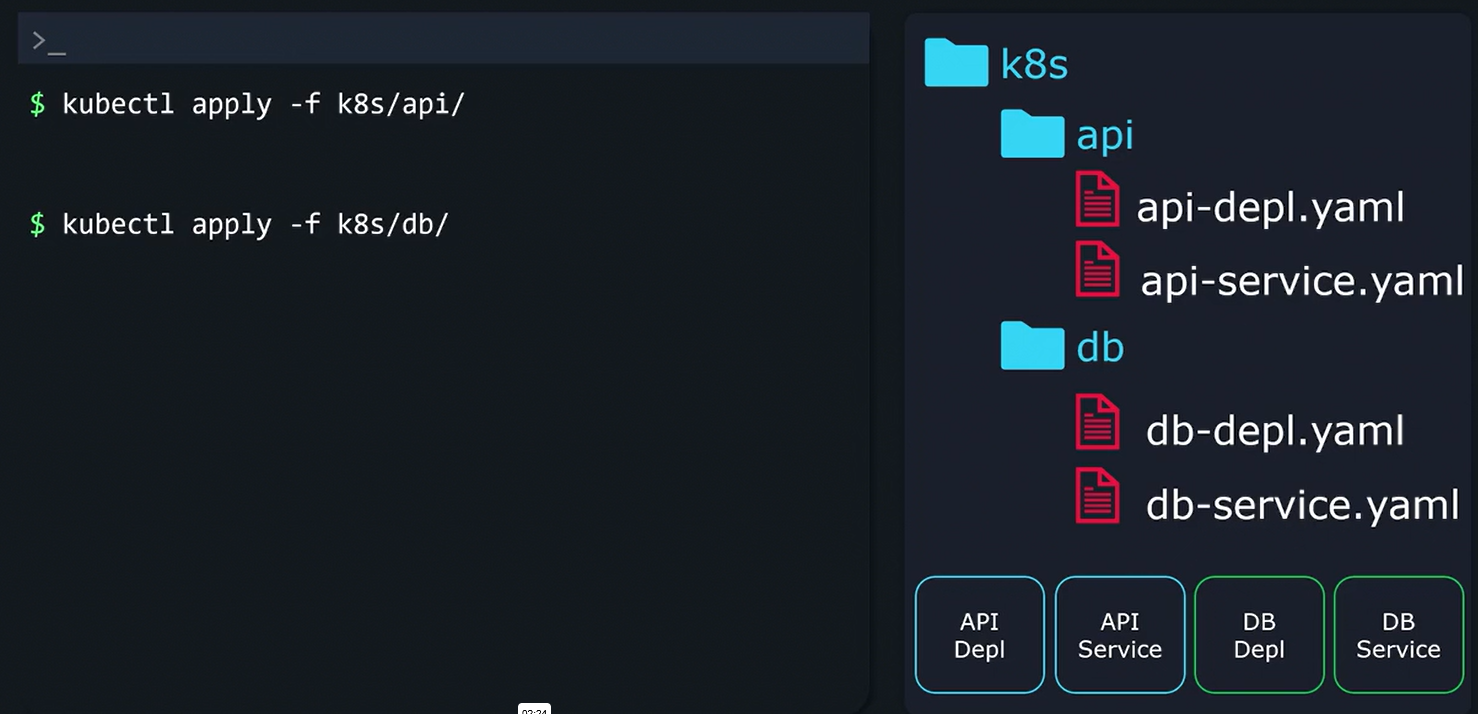 >_
$ kubectl apply -f k8s/api/
$ kubectl apply -f k8s/db/
k8s
api
api-depl.yaml
api-service.yaml
db
db-depl.yaml
db-service.yaml
API
Depl
API
Service
DB
Depl
DB
Service